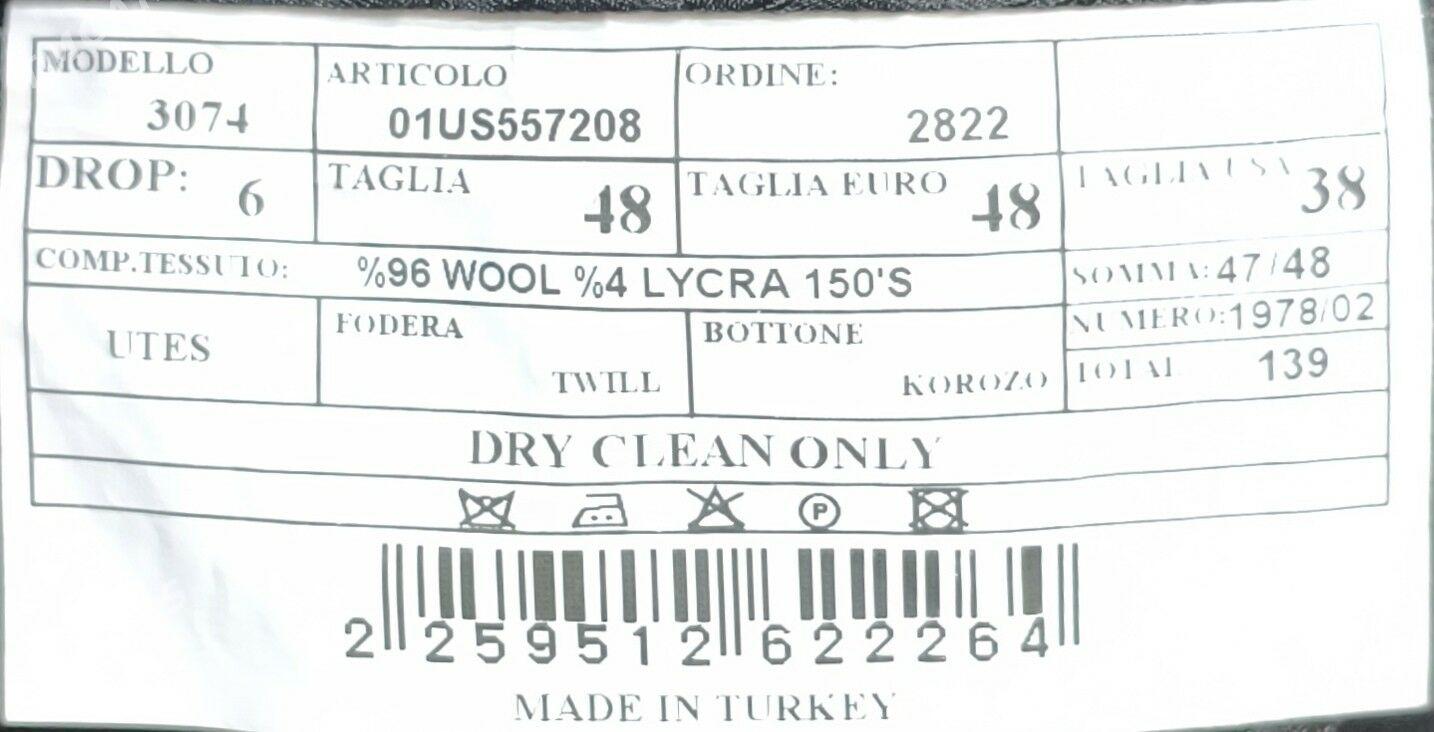 MODELLO ARTICOLO ORDINE:
3074 01US557208 2822
DROP: 6 TAGLIA 48 TAGLIA EURO 48 TAGLIA USA 38
COMP.TESSUTO: %96 WOOL %4 LYCRA 150'S SOMMA: 47/48
NUMERO: 1978/02
UTES FODERA BOTTONE TOTAL 139
TWILL KOROZO
DRY CLEAN ONLY
P
2 259512 622264
MADE IN TURKEY